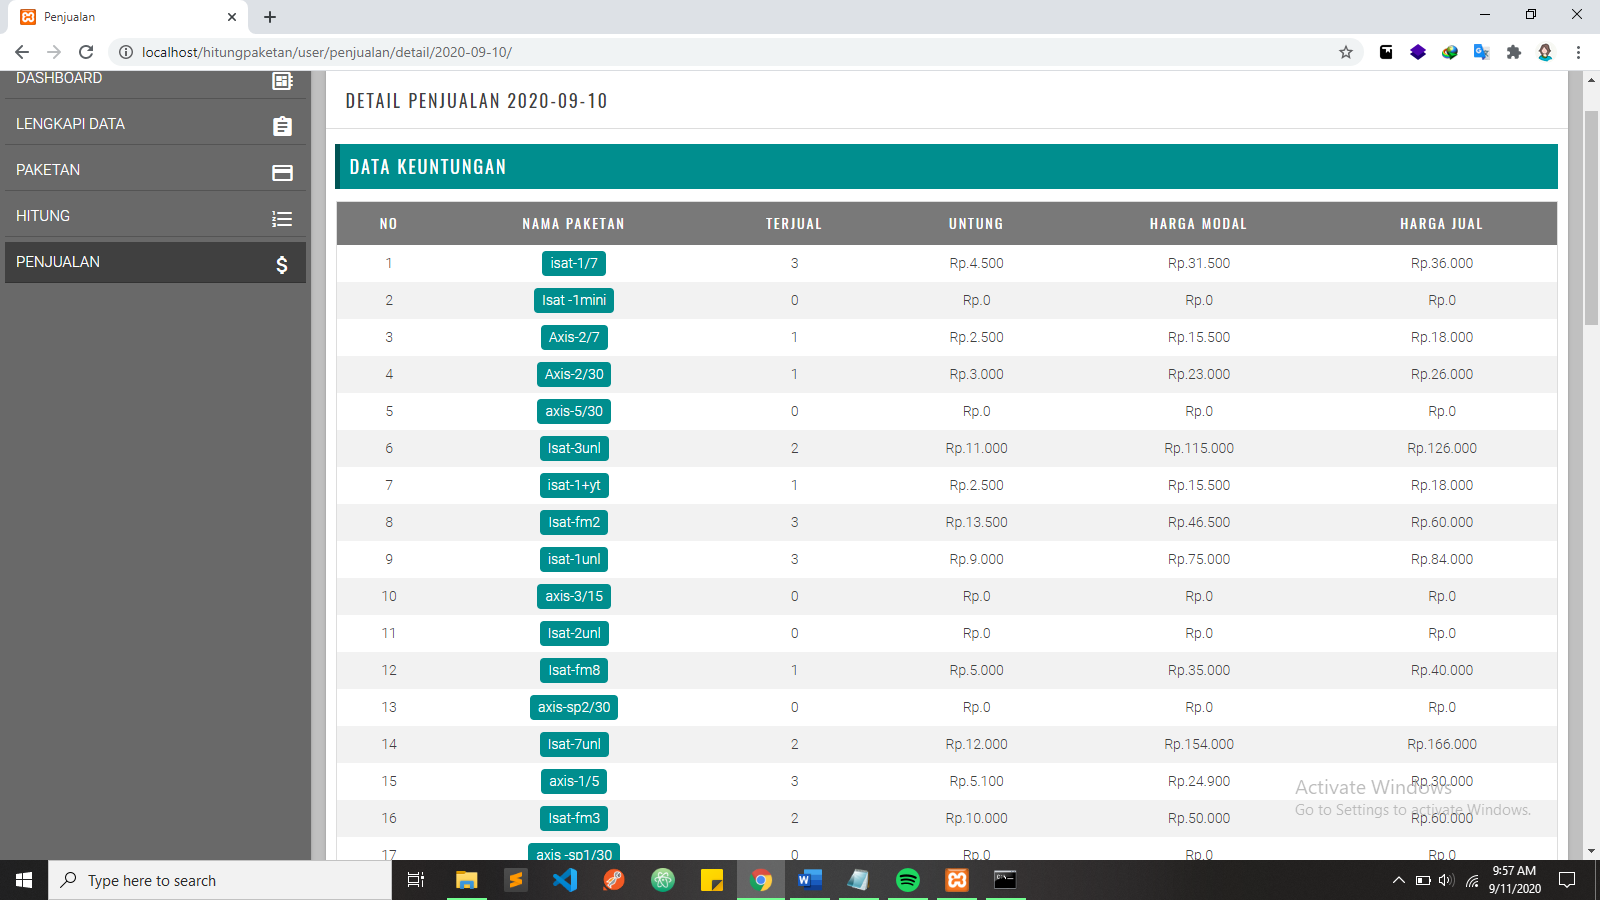 Penjualan
localhost/hitungpaketan/user/penjualan/detail/2020-09-10/
DASHBOARD
LENGKAPI DATA
PAKETAN
HITUNG
PENJUALAN
DETAIL PENJUALAN 2020-09-10
DATA KEUNTUNGAN
NO NAMA PAKETAN TERJUAL UNTUNG HARGA MODAL HARGA JUAL
1 isat-1/7 3 Rp.4.500 Rp.31.500 Rp.36.000
2 Isat -1mini 0 Rp.0 Rp.0 Rp.0
3 Axis-2/7 1 Rp.2.500 Rp.15.500 Rp.18.000
4 Axis-2/30 1 Rp.3.000 Rp.23.000 Rp.26.000
5 axis-5/30 0 Rp.0 Rp.0 Rp.0
6 Isat-3unl 2 Rp.11.000 Rp.115.000 Rp.126.000
7 isat-1+yt 1 Rp.2.500 Rp.15.500 Rp.18.000
8 Isat-fm2 3 Rp.13.500 Rp.46.500 Rp.60.000
9 isat-1unl 3 Rp.9.000 Rp.75.000 Rp.84.000
10 axis-3/15 0 Rp.0 Rp.0 Rp.0
11 Isat-2unl 0 Rp.0 Rp.0 Rp.0
12 Isat-fm8 1 Rp.5.000 Rp.35.000 Rp.40.000
13 axis-sp2/30 0 Rp.0 Rp.0 Rp.0
14 Isat-7unl 2 Rp.12.000 Rp.154.000 Rp.166.000
15 axis-1/5 3 Rp.5.100 Rp.24.900 Rp.30.000
16 Isat-fm3 2 Rp.10.000 Rp.50.000 Rp.60.000
17 axis -sp1/30 0 Rp.0 Rp.0 Rp.0
Activate Windows
Go to Settings to activate Windows.
Type here to search
9:57 AM
9/11/2020